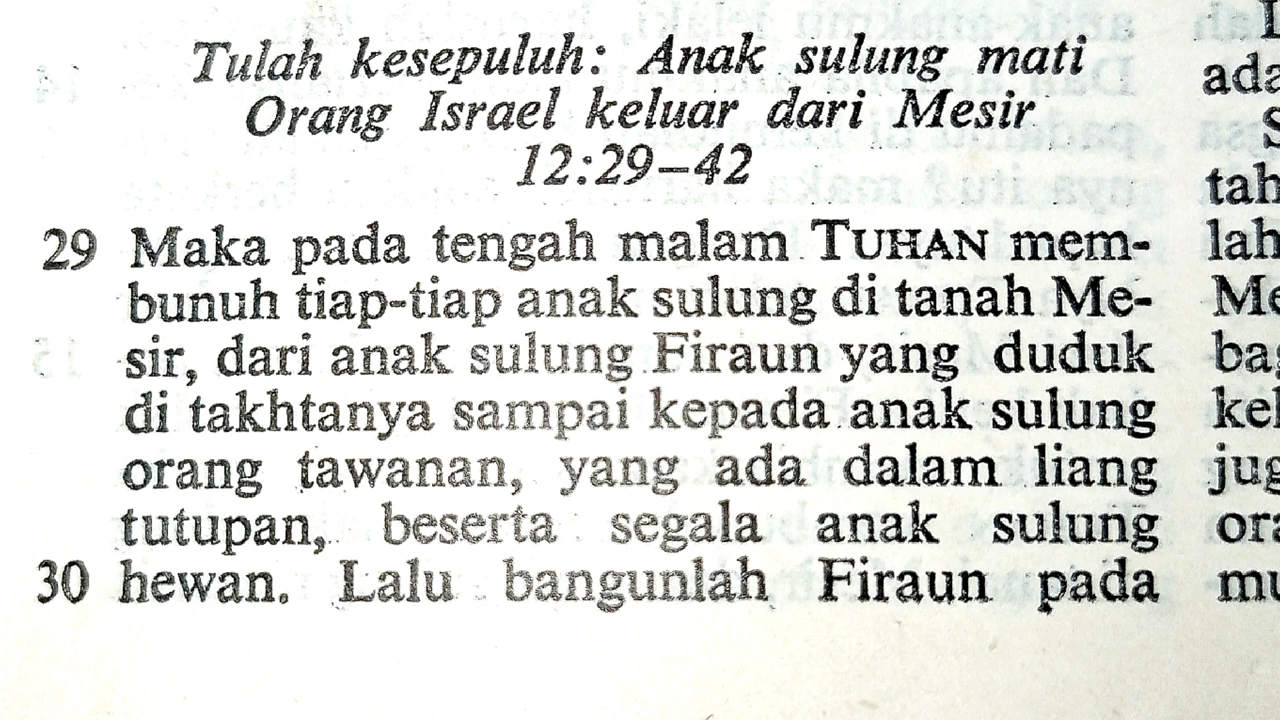 Tulah kesepuluh: Anak sulung mati
Orang Israel keluar dari Mesir
12:29–42
29 Maka pada tengah malam TUHAN mem-
bunuh tiap-tiap anak sulung di tanah Me-
sir, dari anak sulung Firaun yang duduk
di takhtanya sampai kepada anak sulung
orang tawanan, yang ada dalam liang
tutupan, beserta segala anak sulung
30 hewan. Lalu bangunlah Firaun pada